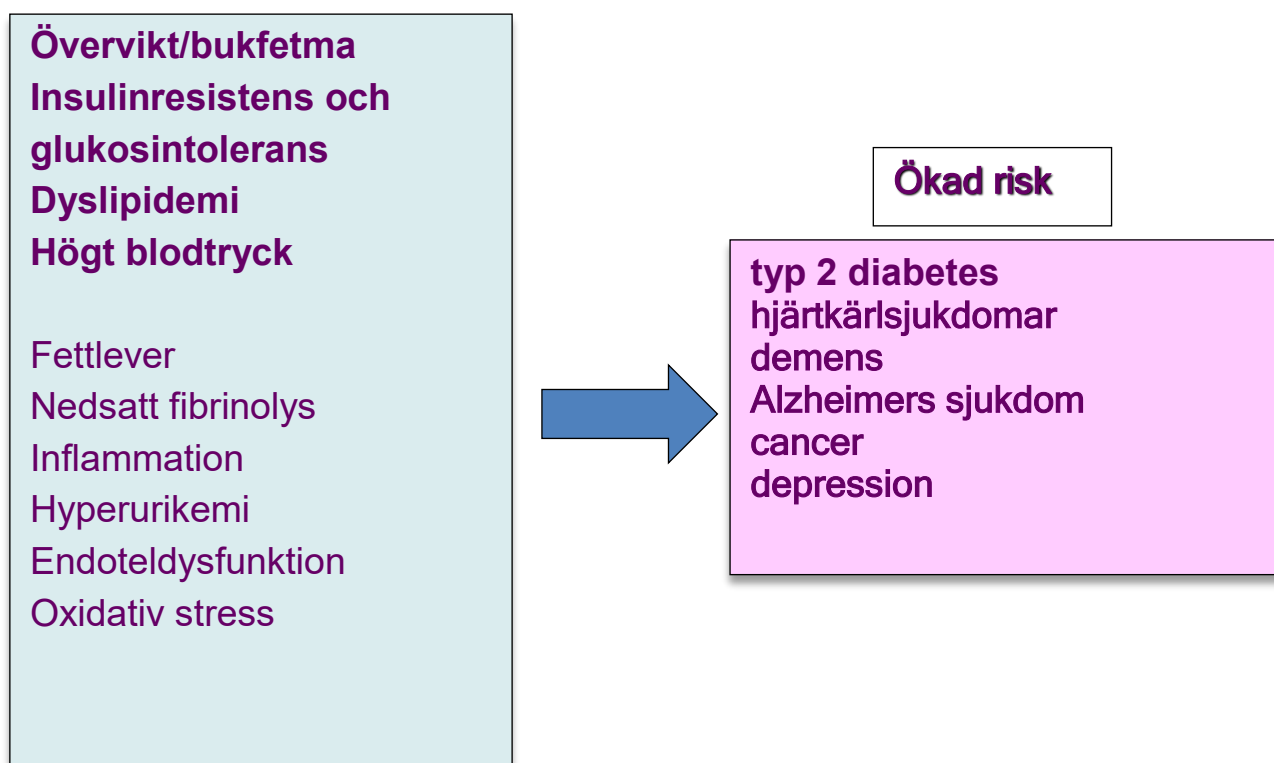 Övervikt/bukfetma
Insulinresistens och
glukosintolerans
Dyslipidemi
Högt blodtryck
Fettlever
Nedsatt fibrinolys
Inflammation
Hyperurikemi
Endoteldysfunktion
Oxidativ stress
Ökad risk
typ 2 diabetes
hjärtkärlsjukdomar
demens
Alzheimers sjukdom
cancer
depression